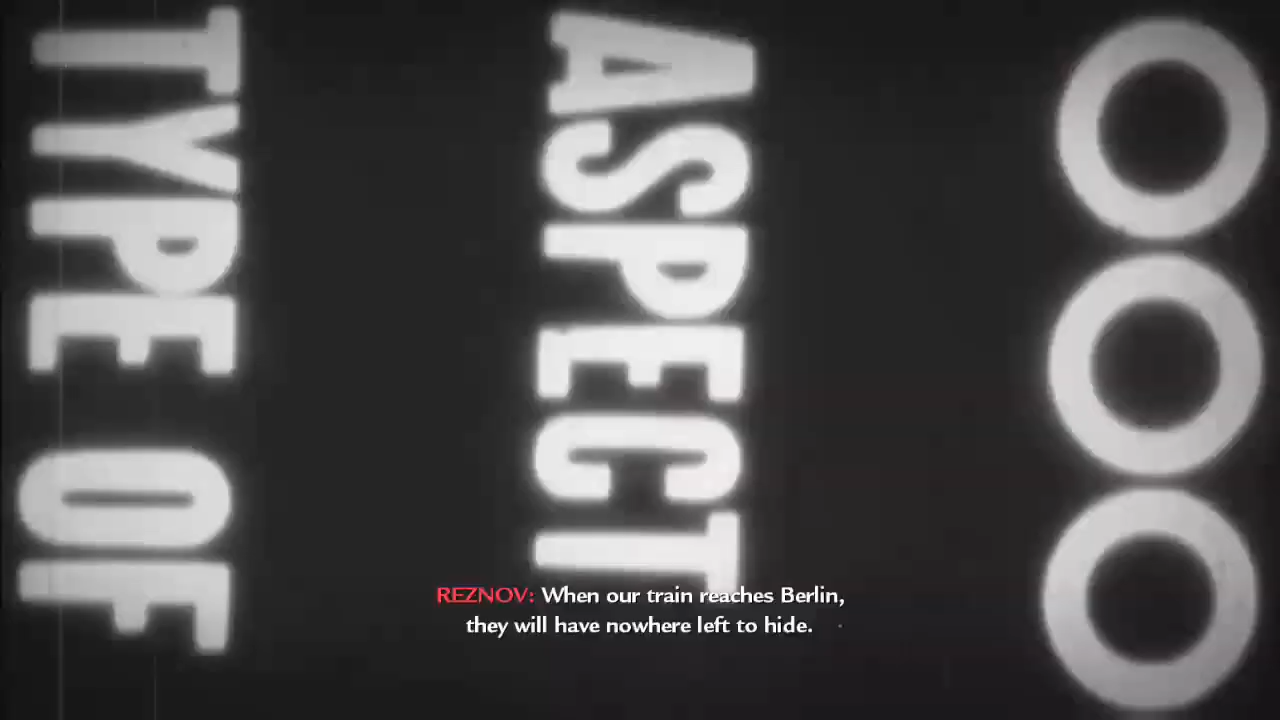 TYPE OF
ASPECT
OOO
REZNOV: When our train reaches Berlin,
they will have nowhere left to hide.